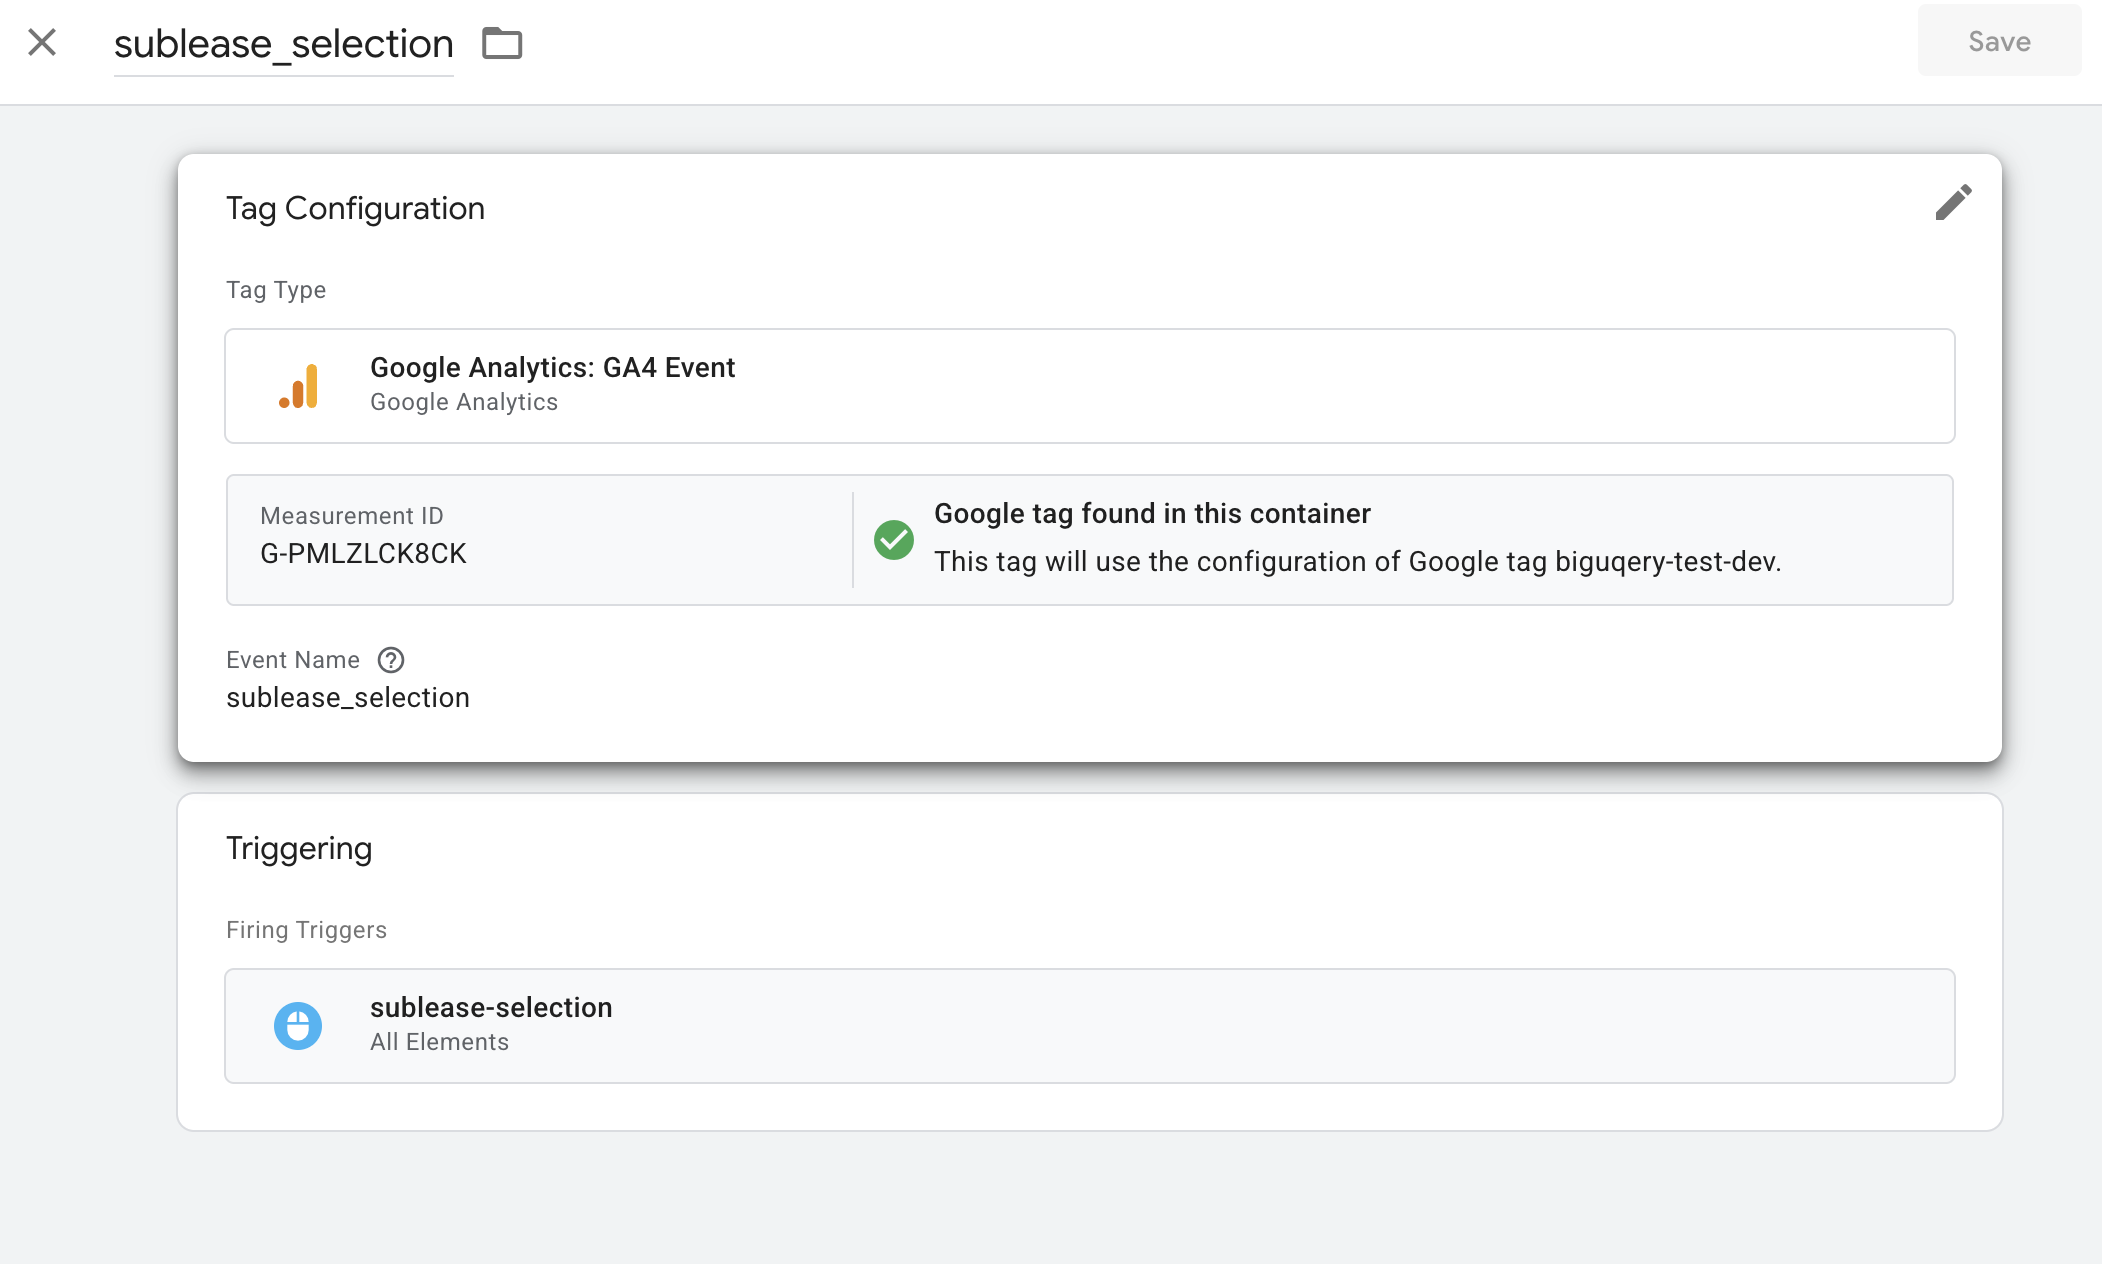 sublease_selection
Save
Tag Configuration
Tag Type
Google Analytics: GA4 Event
Google Analytics
Measurement ID
G-PMLZLCK8CK
Google tag found in this container
This tag will use the configuration of Google tag biguqery-test-dev.
Event Name
sublease_selection
Triggering
Firing Triggers
sublease-selection
All Elements